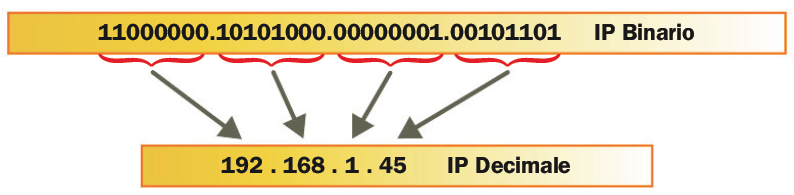 11000000.10101000.00000001.00101101 IP Binario
192 . 168 . 1 . 45 IP Decimale